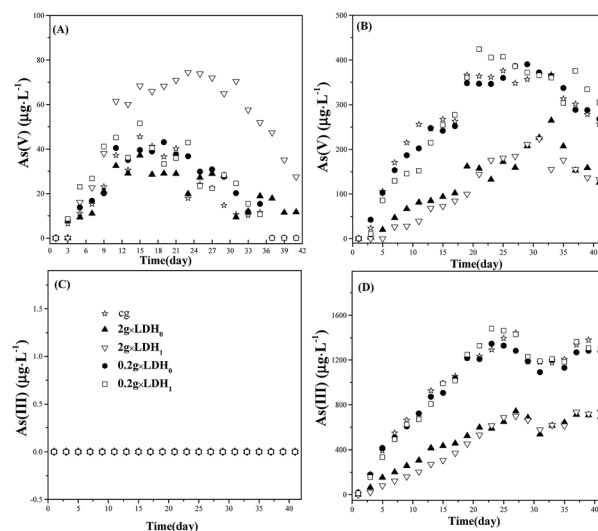 (A)
As(V) (μg·L⁻¹)
100
80
60
40
20
0
0 3 6 9 12 15 18 21 24 27 30 33 36 39 42
Time(day)
(B)
As(V) (μg·L⁻¹)
500
400
300
200
100
0
0 5 10 15 20 25 30 35 40
Time(day)
(C)
As(III) (μg·L⁻¹)
1.5
1.0
0.5
0.0
-0.5
cg
2g×LDH₀
2g×LDH₁
0.2g×LDH₀
0.2g×LDH₁
0 5 10 15 20 25 30 35 40
Time(day)
(D)
As(III) (μg·L⁻¹)
1600
1200
800
400
0
0 5 10 15 20 25 30 35 40
Time(day)